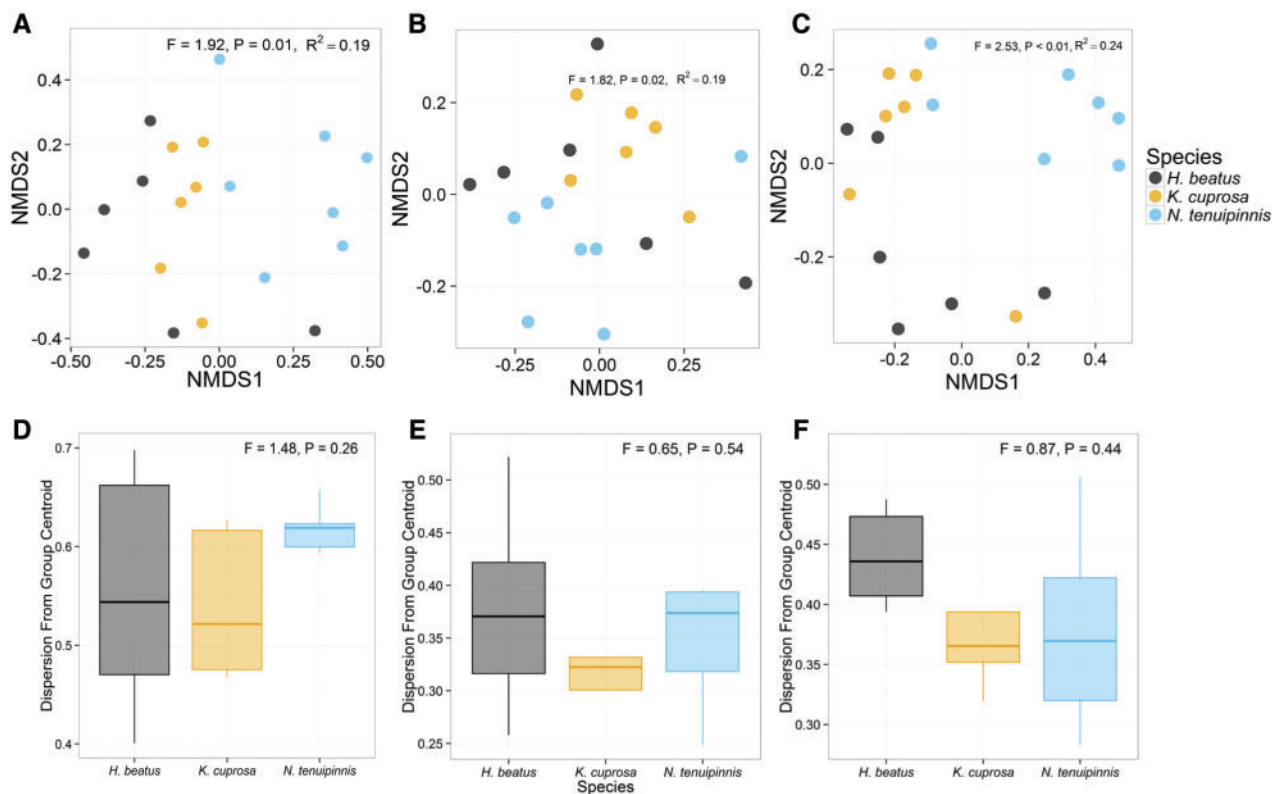 A
F = 1.92, P = 0.01, R² = 0.19
NMDS2
0.4
0.2
0.0
-0.2
-0.4
-0.50
-0.25
0.00
0.25
0.50
NMDS1
B
F = 1.82, P = 0.02, R² = 0.19
NMDS2
0.2
0.0
-0.2
-0.25
0.00
0.25
NMDS1
C
F = 2.53, P < 0.01, R² = 0.24
NMDS2
0.2
0.0
-0.2
-0.2
0.0
0.2
0.4
NMDS1
Species
H. beatus
K. cuprosa
N. tenuipinnis
D
F = 1.48, P = 0.26
Dispersion From Group Centroid
0.7
0.6
0.5
0.4
H. beatus
K. cuprosa
N. tenuipinnis
E
F = 0.65, P = 0.54
Dispersion From Group Centroid
0.50
0.45
0.40
0.35
0.30
0.25
H. beatus
K. cuprosa
N. tenuipinnis
Species
F
F = 0.87, P = 0.44
Dispersion From Group Centroid
0.50
0.45
0.40
0.35
0.30
H. beatus
K. cuprosa
N. tenuipinnis